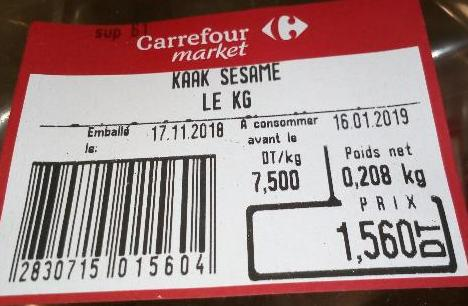 sup
Carrefour
market
KAAK SESAME
LE KG
Emballé le: 17.11.2018 A consommer avant le 16.01.2019
DT/kg Poids net
7,500 0,208 kg
PRIX
1,560 DT
2830715 015604